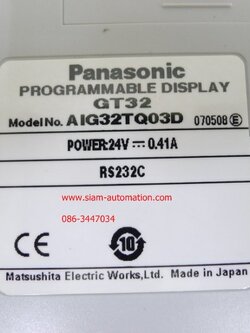 Panasonic
PROGRAMMABLE DISPLAY
GT32
Model No. AIG32TQ03D 070508 E
POWER:24V ⎓ 0.41A
RS232C
www.siam-automation.com
086-3447034
CE 10
Matsushita Electric Works,Ltd. Made in Japan